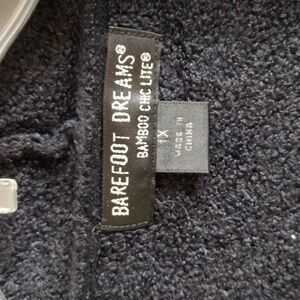 BAREFOOT DREAMS®
BAMBOO CHIC LITE®
1X
MADE IN
CHINA